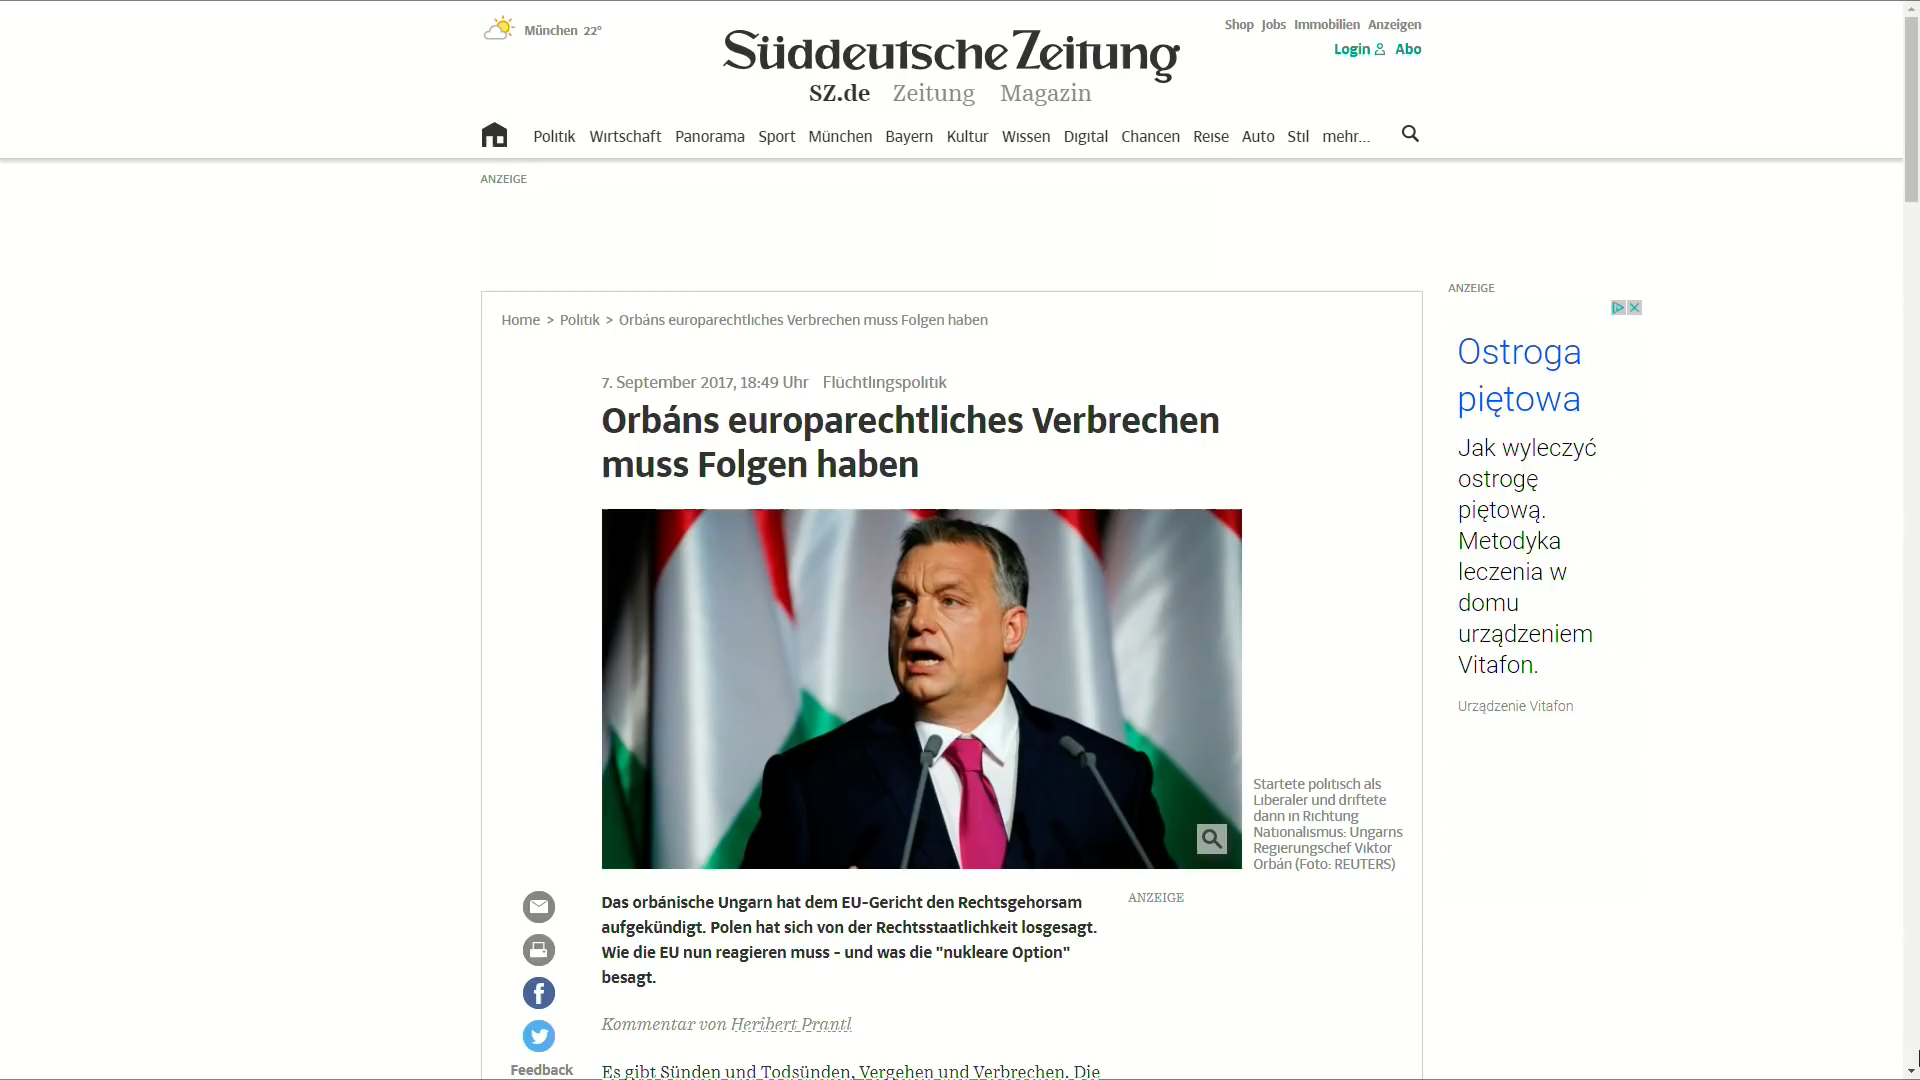 München 22°
Süddeutsche Zeitung
SZ.de Zeitung Magazin
Shop Jobs Immobilien Anzeigen
Login Abo
Politik Wirtschaft Panorama Sport München Bayern Kultur Wissen Digital Chancen Reise Auto Stil mehr...
ANZEIGE
Home > Politik > Orbáns europarechtliches Verbrechen muss Folgen haben
7. September 2017, 18:49 Uhr Flüchtlingspolitik
Orbáns europarechtliches Verbrechen
muss Folgen haben
Startete politisch als
Liberaler und driftete
dann in Richtung
Nationalismus: Ungarns
Regierungschef Viktor
Orbán (Foto: REUTERS)
Das orbánische Ungarn hat dem EU-Gericht den Rechtsgehorsam
aufgekündigt. Polen hat sich von der Rechtsstaatlichkeit losgesagt.
Wie die EU nun reagieren muss - und was die "nukleare Option"
besagt.
Kommentar von Heribert Prantl
Es gibt Sünden und Todsünden, Vergehen und Verbrechen. Die
Feedback
ANZEIGE
ANZEIGE
Ostroga
piętowa
Jak wyleczyć
ostrogę
piętową.
Metodyka
leczenia w
domu
urządzeniem
Vitafon.
Urządzenie Vitafon